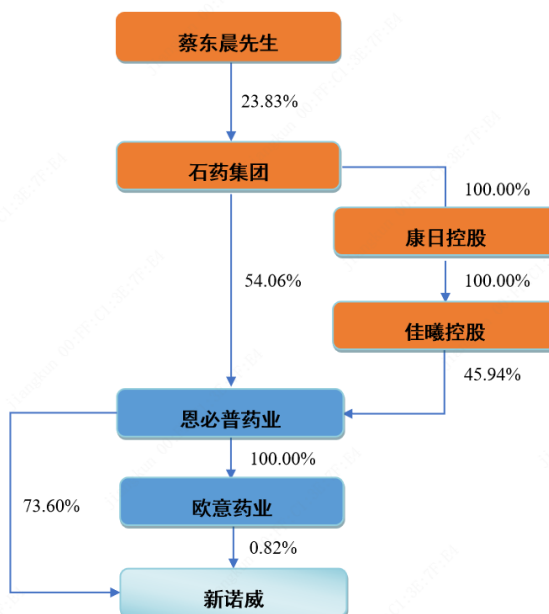 蔡东晨先生
23.83%
石药集团
100.00%
康日控股
54.06%
100.00%
佳曦控股
45.94%
恩必普药业
100.00%
73.60%
欧意药业
0.82%
新诺威